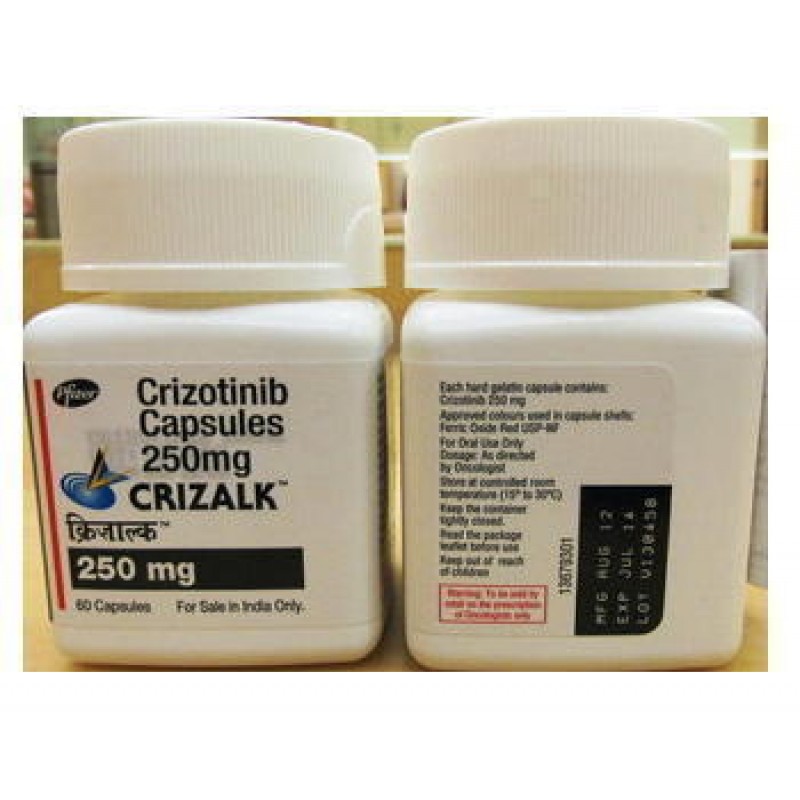 Pfizer
Crizotinib
Capsules
250mg
CRIZALK™
क्रिज़ाल्क™
250 mg
60 Capsules For Sale in India Only.
Each hard gelatin capsule contains:
Crizotinib 250 mg
Approved colours used in capsule shells:
Ferric Oxide Red USP-NF
For Oral Use Only
Dosage: As directed
by Oncologist
Store at controlled room
temperature (15° to 30°C)
Keep the container
tightly closed.
Read the package
leaflet before use
Keep out of reach
of children
Warning: To be sold by
retail on the prescription
of Oncologists only
13679301
MFG AUG 12
EXP JUL 14
LOT V130458